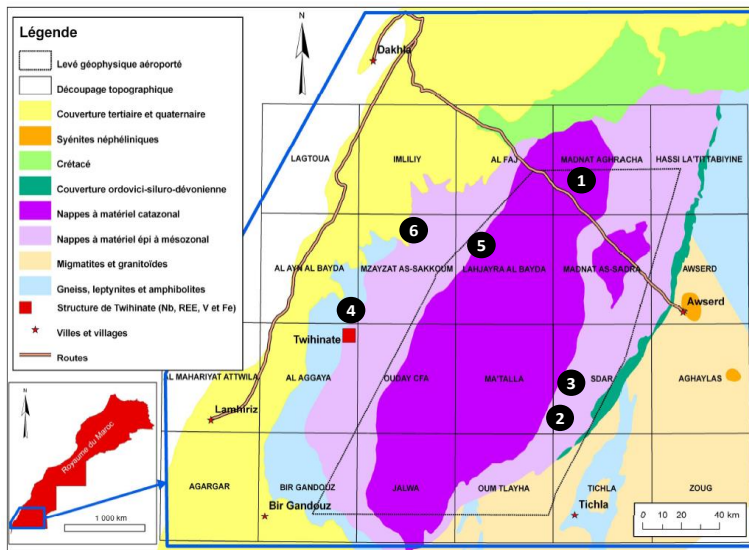 Légende
Levé géophysique aéroporté
Découpage topographique
Couverture tertiaire et quaternaire
Syénites néphéliniques
Crétacé
Couverture ordovici-siluro-dévonienne
Nappes à matériel catazonal
Nappes à matériel épi à mésozonal
Migmatites et granitoïdes
Gneiss, leptynites et amphibolites
Structure de Twihinate (Nb, REE, V et Fe)
Villes et villages
Routes
N
Dakhla
LAGTOUA
IMLILIY
AL FAJ
MADNAT AGHRACHA
HASSI LA'TITTABIYINE
1
6
5
AL AYN AL BAYDA
MZAYZAT AS-SAKKOUM
LAHJAYRA AL BAYDA
MADNAT AS-SADRA
AWSERD
Awserd
4
Twihinate
AL MAHARIYAT ATTWILA
AL AGGAYA
OUDAY CFA
MA'TALLA
3
SDAR
AGHAYLAS
2
Lamhiriz
AGARGAR
BIR GANDOUZ
JALWA
OUM TLAYHA
TICHLA
ZOUG
Bir Gandouz
Tichla
N
Royaume du Maroc
1 000 km
0 20 40 km